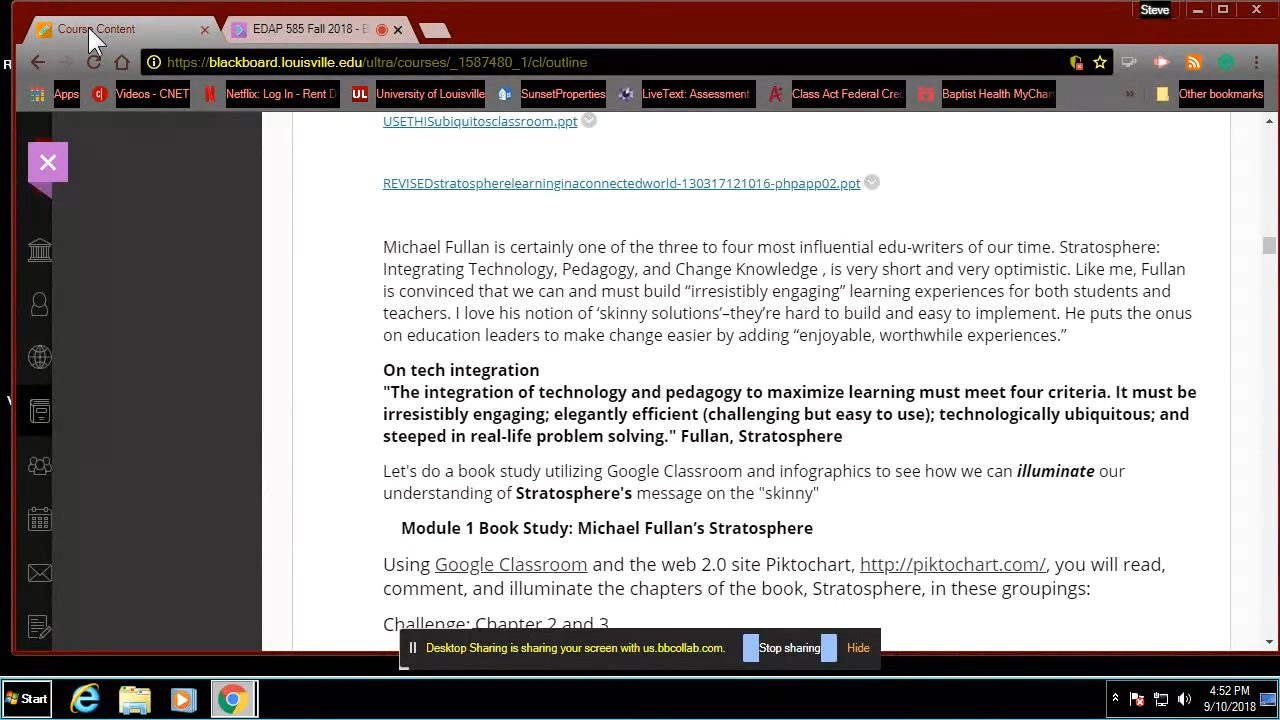 Steve
Course Content
EDAP 585 Fall 2018 - B
https://blackboard.louisville.edu/ultra/courses/_1587480_1/cl/outline
Apps
Videos - CNET
Netflix: Log In - Rent D
University of Louisville
SunsetProperties
LiveText: Assessment
Class Act Federal Cre
Baptist Health MyChar
»
Other bookmarks
USETHISubiquitosclassroom.ppt
REVISEDstratospherelearninginaconnectedworld-130317121016-phpapp02.ppt
Michael Fullan is certainly one of the three to four most influential edu-writers of our time. Stratosphere:
Integrating Technology, Pedagogy, and Change Knowledge , is very short and very optimistic. Like me, Fullan
is convinced that we can and must build “irresistibly engaging” learning experiences for both students and
teachers. I love his notion of ‘skinny solutions’–they’re hard to build and easy to implement. He puts the onus
on education leaders to make change easier by adding “enjoyable, worthwhile experiences.”
On tech integration
"The integration of technology and pedagogy to maximize learning must meet four criteria. It must be
irresistibly engaging; elegantly efficient (challenging but easy to use); technologically ubiquitous; and
steeped in real-life problem solving." Fullan, Stratosphere
Let's do a book study utilizing Google Classroom and infographics to see how we can illuminate our
understanding of Stratosphere's message on the "skinny"
Module 1 Book Study: Michael Fullan’s Stratosphere
Using Google Classroom and the web 2.0 site Piktochart, http://piktochart.com/, you will read,
comment, and illuminate the chapters of the book, Stratosphere, in these groupings:
Challenge: Chapter 2 and 3
Desktop Sharing is sharing your screen with us.bbcollab.com.
Stop sharing
Hide
Start
4:52 PM
9/10/2018